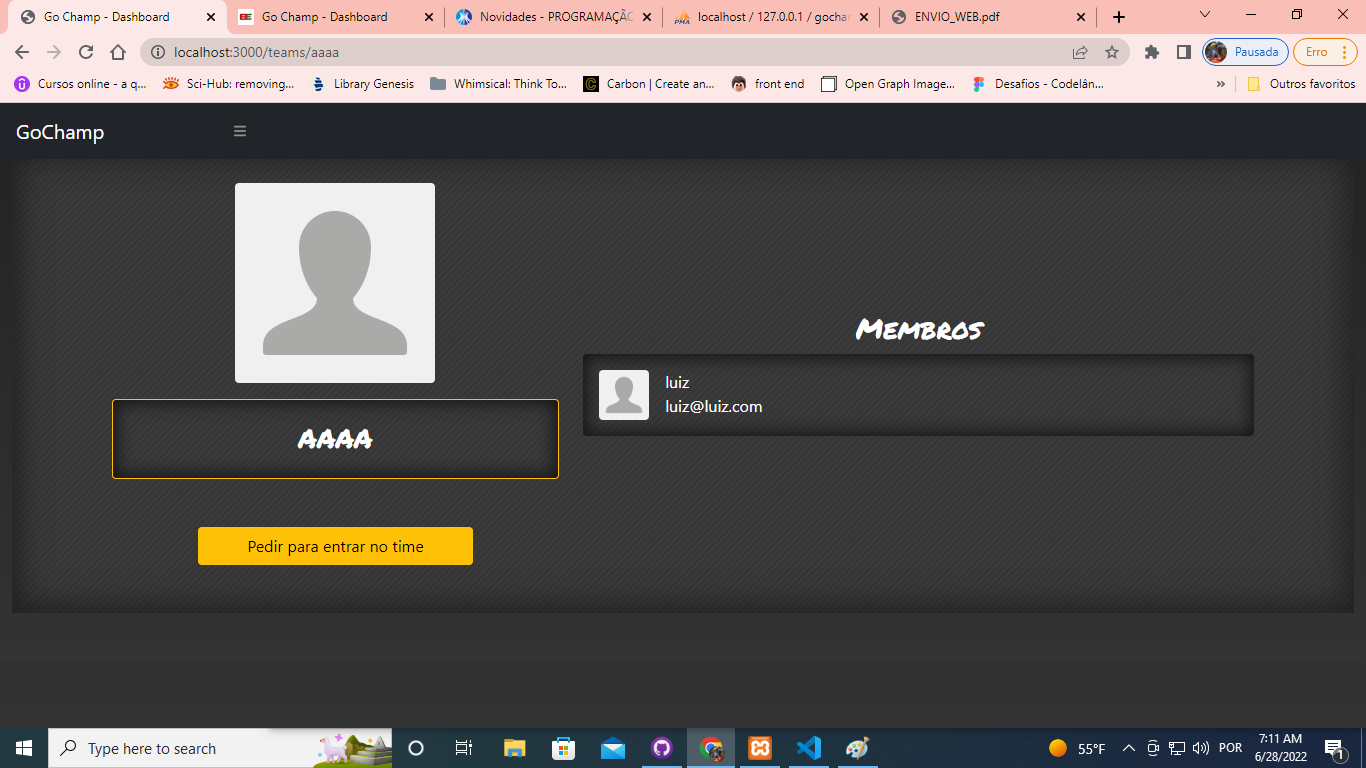 Go Champ - Dashboard
Go Champ - Dashboard
Novidades - PROGRAMAÇÃO
localhost / 127.0.0.1 / gocha
ENVIO_WEB.pdf
localhost:3000/teams/aaaa
Pausada
Erro
Cursos online - a q...
Sci-Hub: removing...
Library Genesis
Whimsical: Think To...
Carbon | Create an...
front end
Open Graph Image...
Desafios - Codelân...
»
Outros favoritos
GoChamp
AAAA
Pedir para entrar no time
Membros
luiz
luiz@luiz.com
Type here to search
55°F
POR
7:11 AM
6/28/2022
1